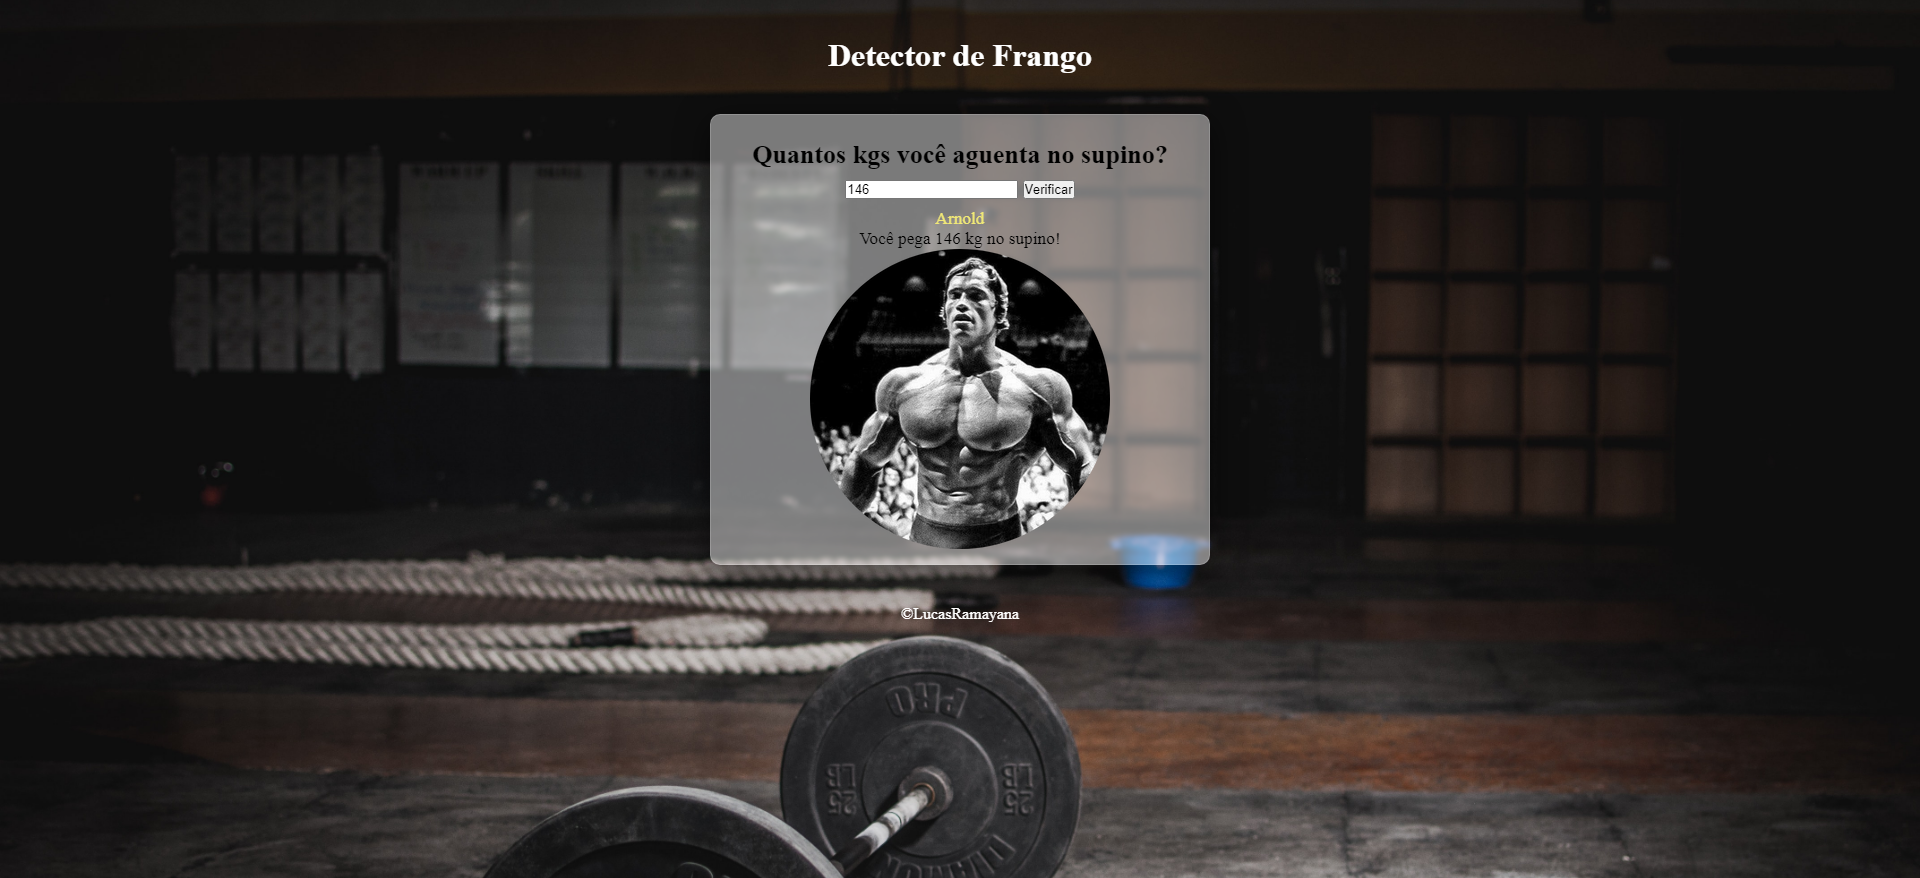 Detector de Frango
Quantos kgs você aguenta no supino?
146 Verificar
Arnold
Você pega 146 kg no supino!
©LucasRamayana
PRO
25 LB
25 LB